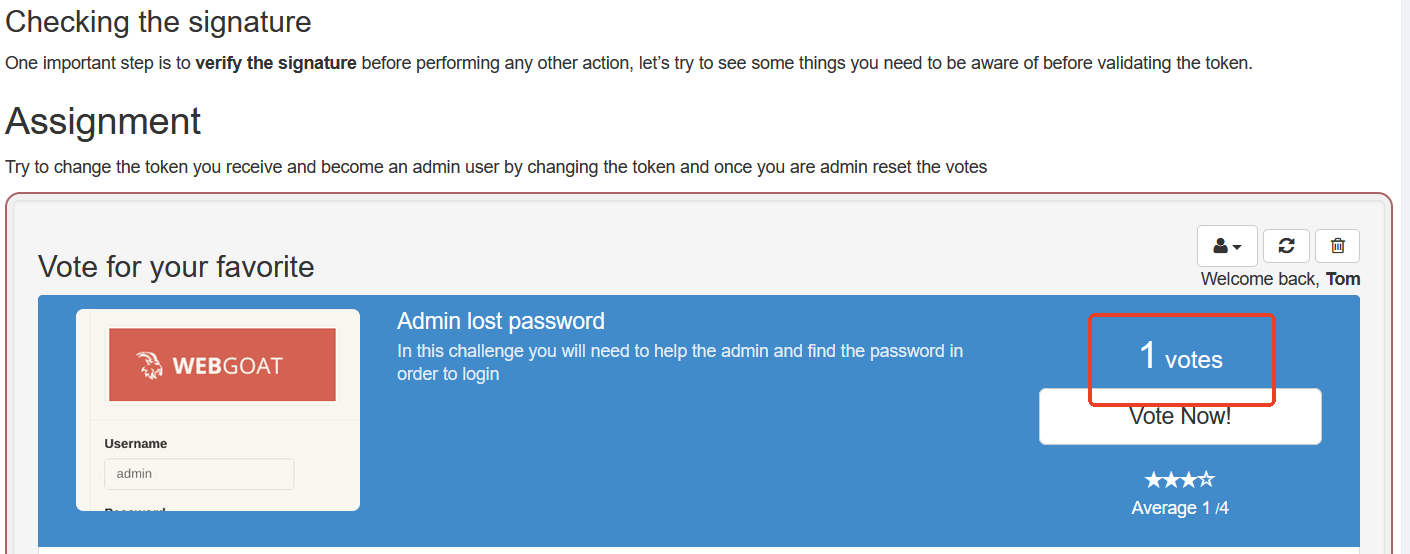 Checking the signature
One important step is to verify the signature before performing any other action, let’s try to see some things you need to be aware of before validating the token.
Assignment
Try to change the token you receive and become an admin user by changing the token and once you are admin reset the votes
Vote for your favorite
Welcome back, Tom
WEBGOAT
Username
admin
Password
Admin lost password
In this challenge you will need to help the admin and find the password in
order to login
1 votes
Vote Now!
Average 1 /4